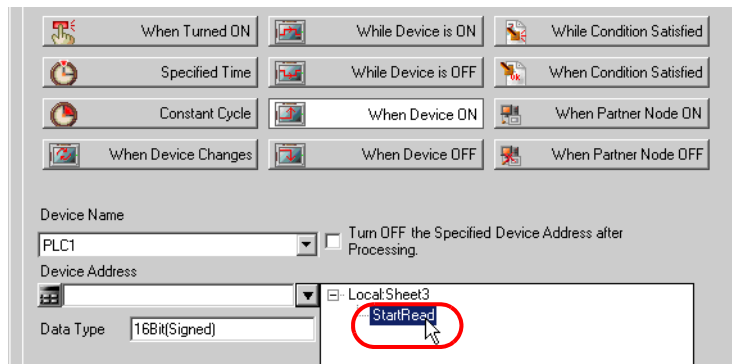 When Turned ON
While Device is ON
While Condition Satisfied
Specified Time
While Device is OFF
When Condition Satisfied
Constant Cycle
When Device ON
When Partner Node ON
When Device Changes
When Device OFF
When Partner Node OFF
Device Name
PLC1
Turn OFF the Specified Device Address after
Processing.
Device Address
Local:Sheet3
StartRead
Data Type
16Bit(Signed)